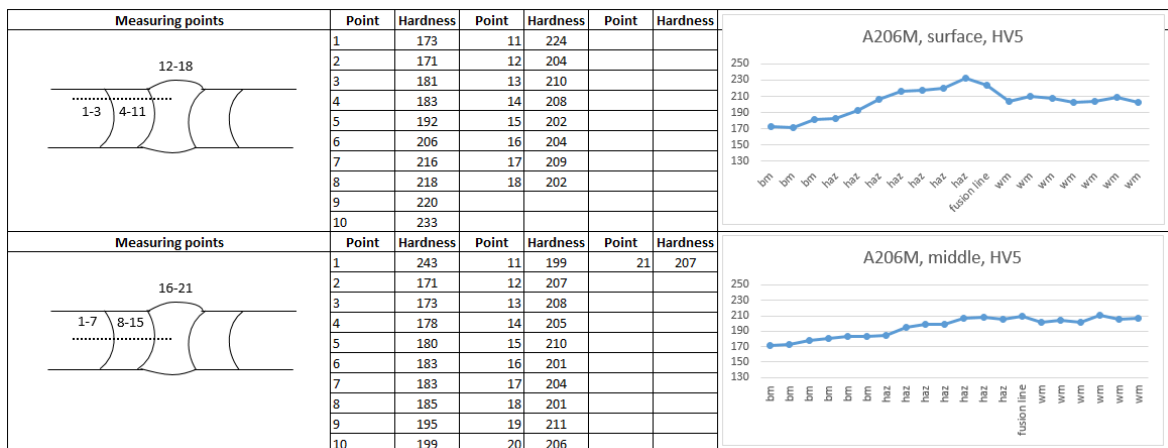 Measuring points Point Hardness Point Hardness Point Hardness
1 173 11 224
2 171 12 204
3 181 13 210
4 183 14 208
5 192 15 202
6 206 16 204
7 216 17 209
8 218 18 202
9 220
10 233
12-18
1-3 4-11
A206M, surface, HV5
250
230
210
190
170
150
130
bm bm bm haz haz haz haz haz haz haz fusion line wm wm wm wm wm wm wm
Measuring points Point Hardness Point Hardness Point Hardness
1 243 11 199 21 207
2 171 12 207
3 173 13 208
4 178 14 205
5 180 15 210
6 183 16 201
7 183 17 204
8 185 18 201
9 195 19 211
10 199 20 206
16-21
1-7 8-15
A206M, middle, HV5
250
230
210
190
170
150
130
bm bm bm bm bm bm haz haz haz haz haz haz haz fusion line wm wm wm wm wm wm